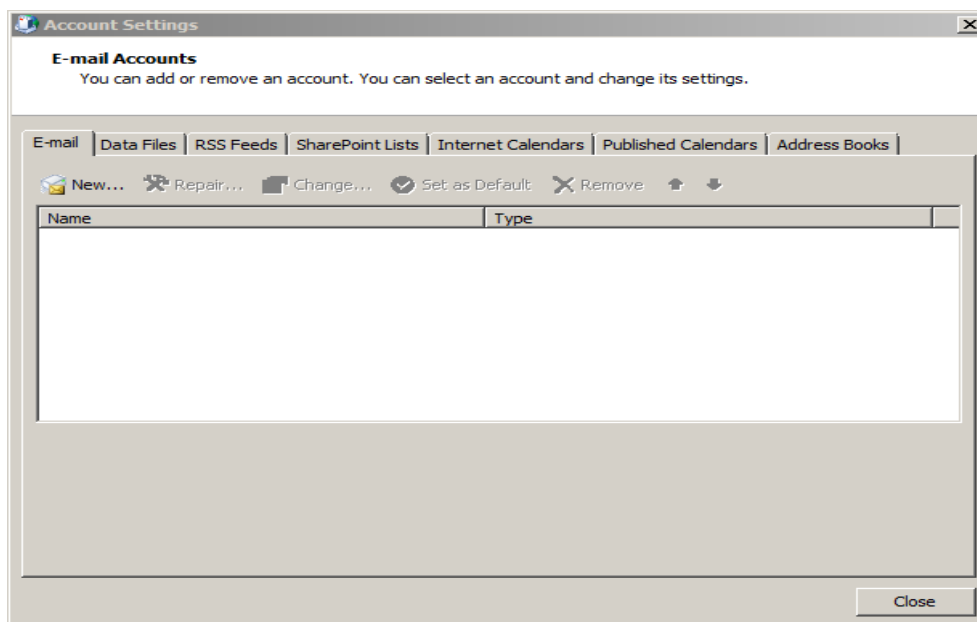 Account Settings
E-mail Accounts
You can add or remove an account. You can select an account and change its settings.
E-mail Data Files RSS Feeds SharePoint Lists Internet Calendars Published Calendars Address Books
New... Repair... Change... Set as Default Remove
Name Type
Close